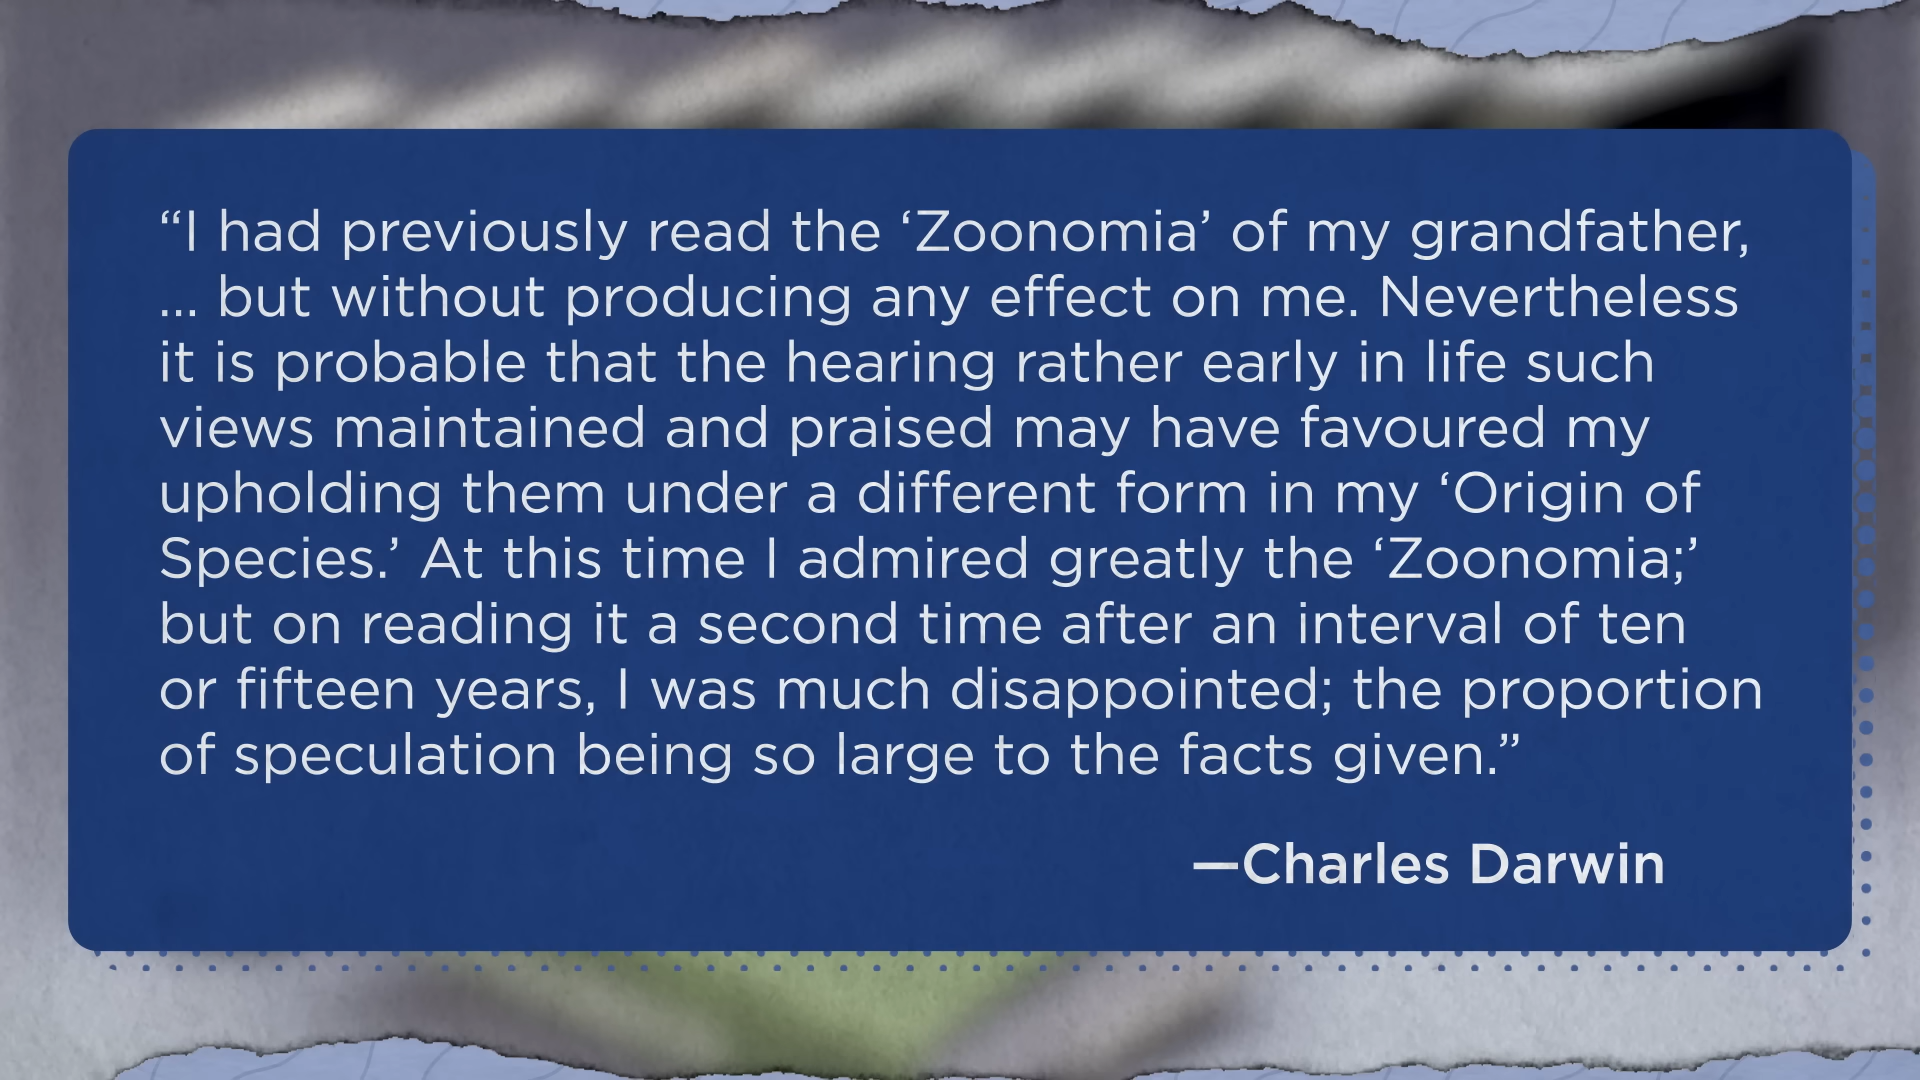 “I had previously read the ‘Zoonomia’ of my grandfather,
... but without producing any effect on me. Nevertheless
it is probable that the hearing rather early in life such
views maintained and praised may have favoured my
upholding them under a different form in my ‘Origin of
Species.’ At this time I admired greatly the ‘Zoonomia;’
but on reading it a second time after an interval of ten
or fifteen years, I was much disappointed; the proportion
of speculation being so large to the facts given.”
—Charles Darwin